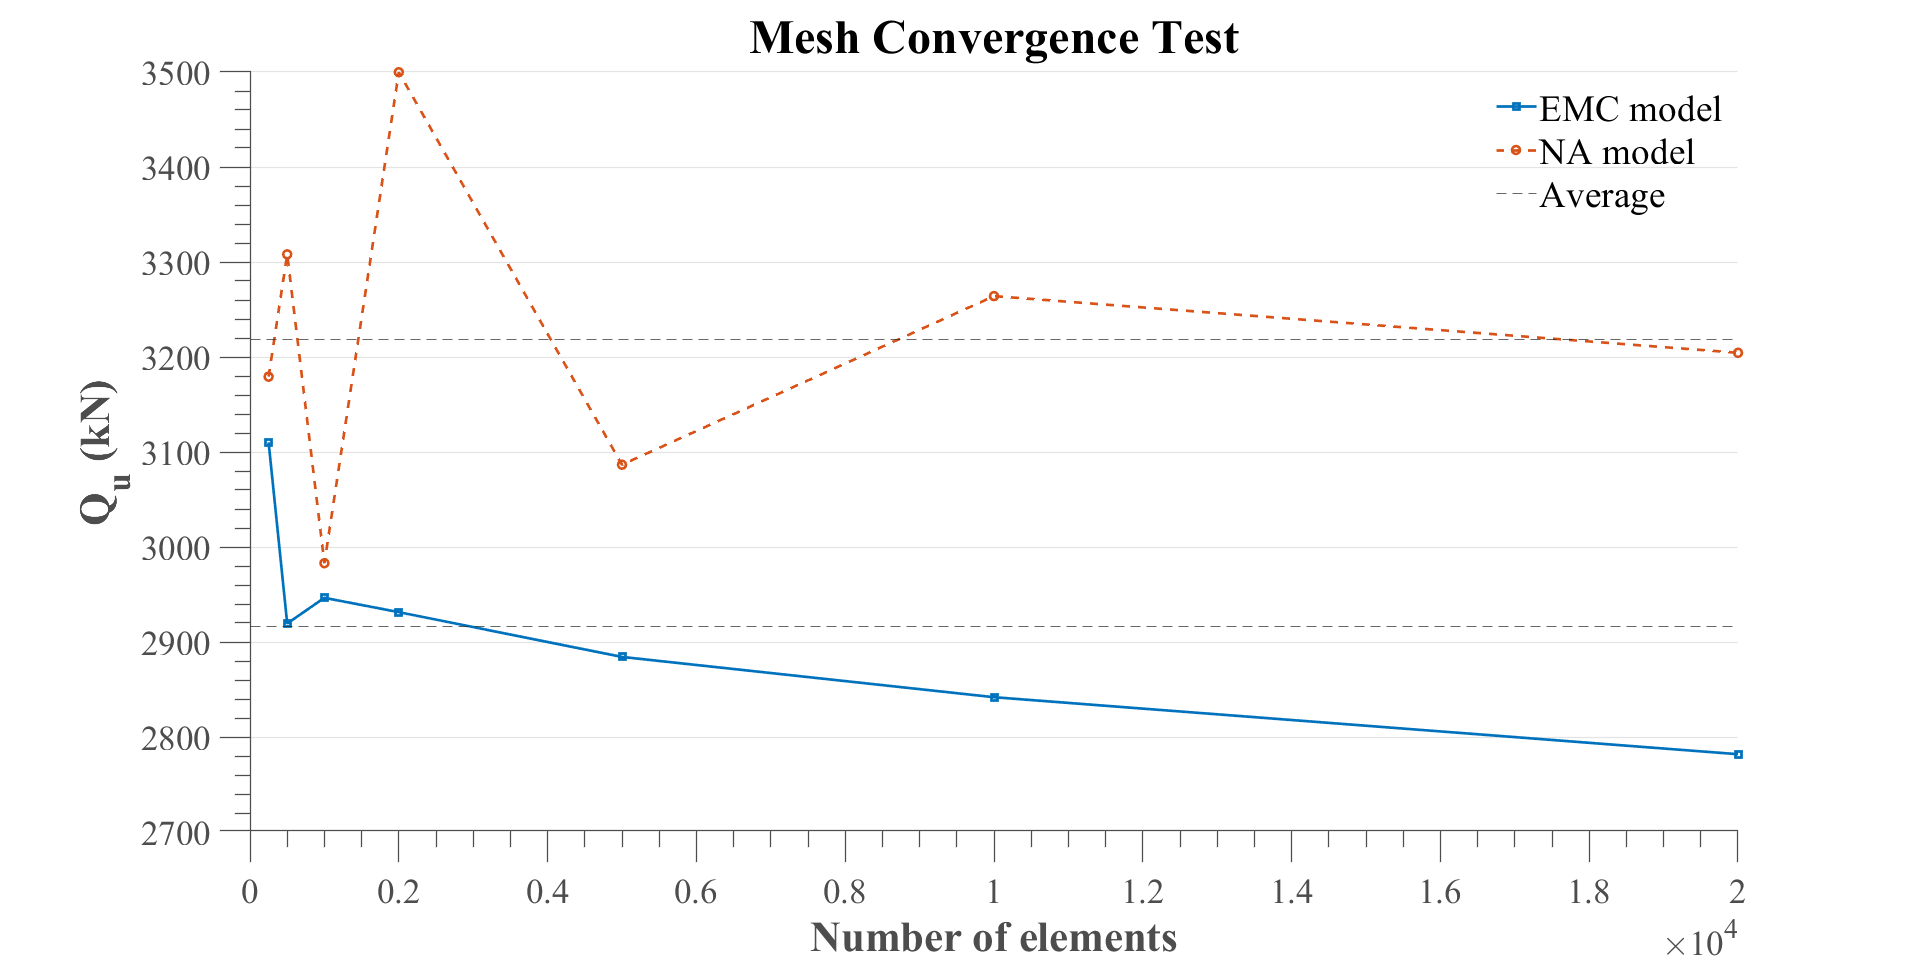 Mesh Convergence Test
3500
3400
3300
3200
3100
3000
2900
2800
2700
Q_u (kN)
EMC model
NA model
Average
0 0.2 0.4 0.6 0.8 1 1.2 1.4 1.6 1.8 2
Number of elements
×10^4